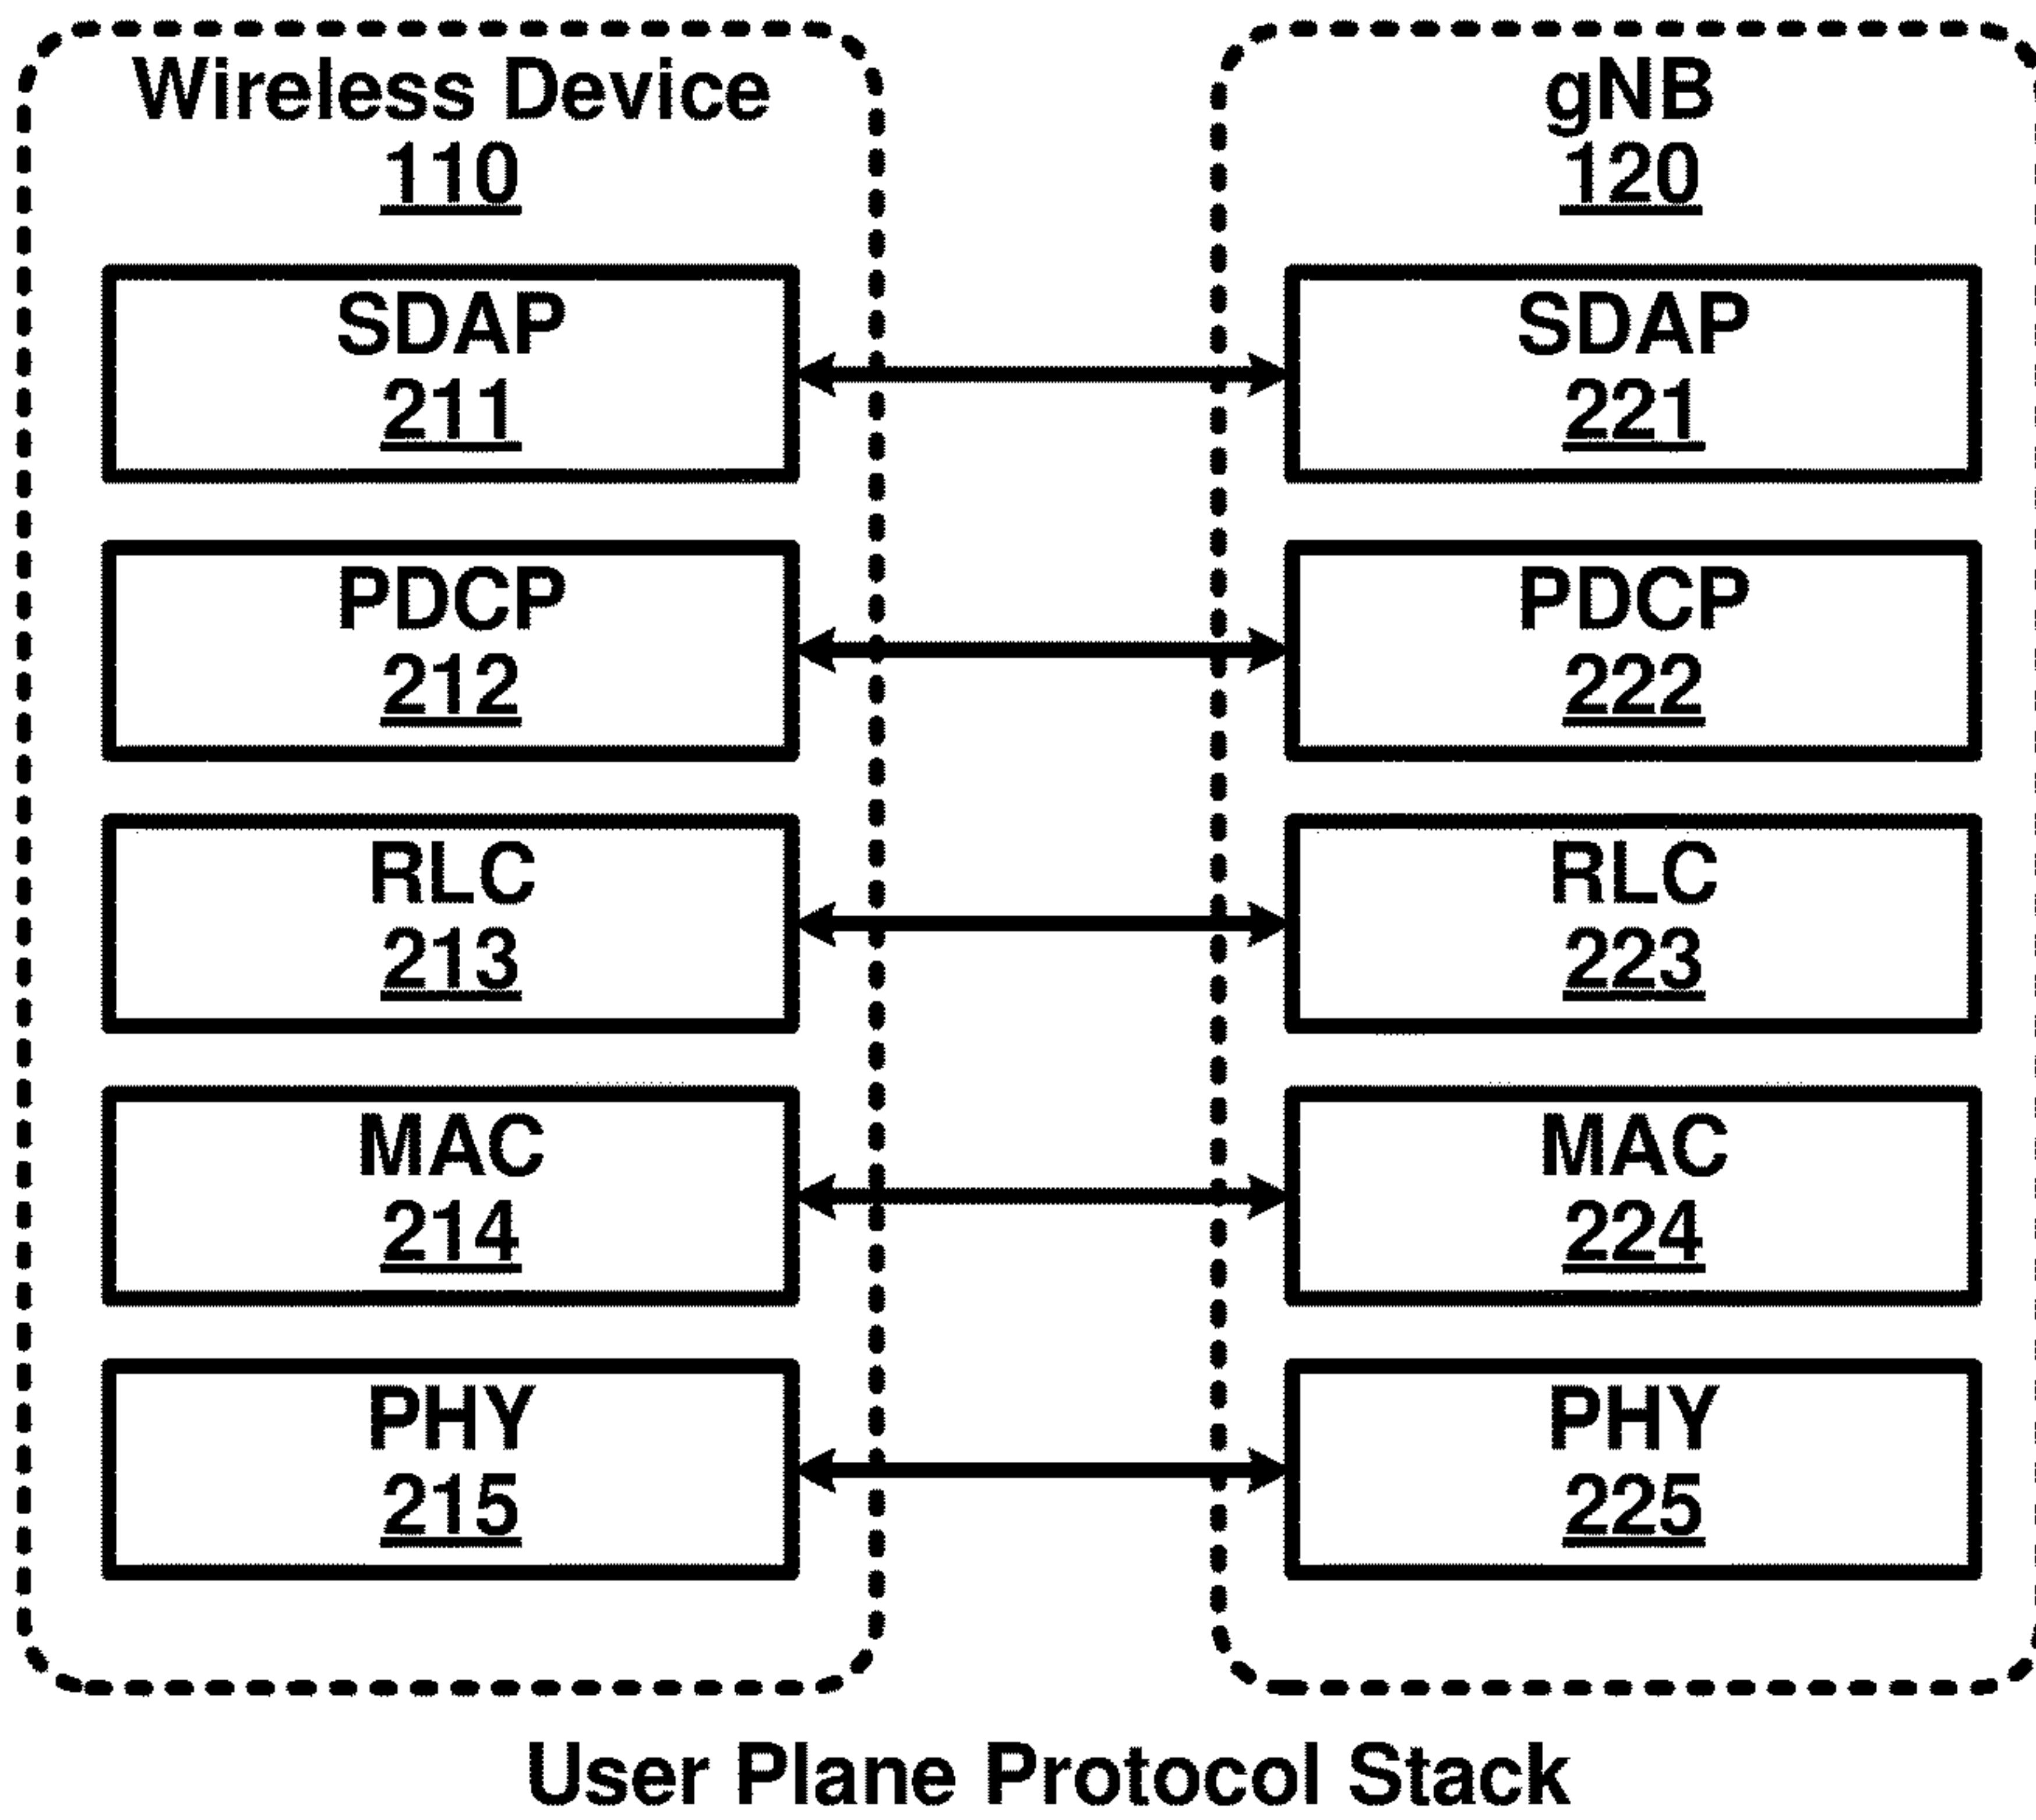 Wireless Device
110
SDAP
211
PDCP
212
RLC
213
MAC
214
PHY
215
gNB
120
SDAP
221
PDCP
222
RLC
223
MAC
224
PHY
225
User Plane Protocol Stack